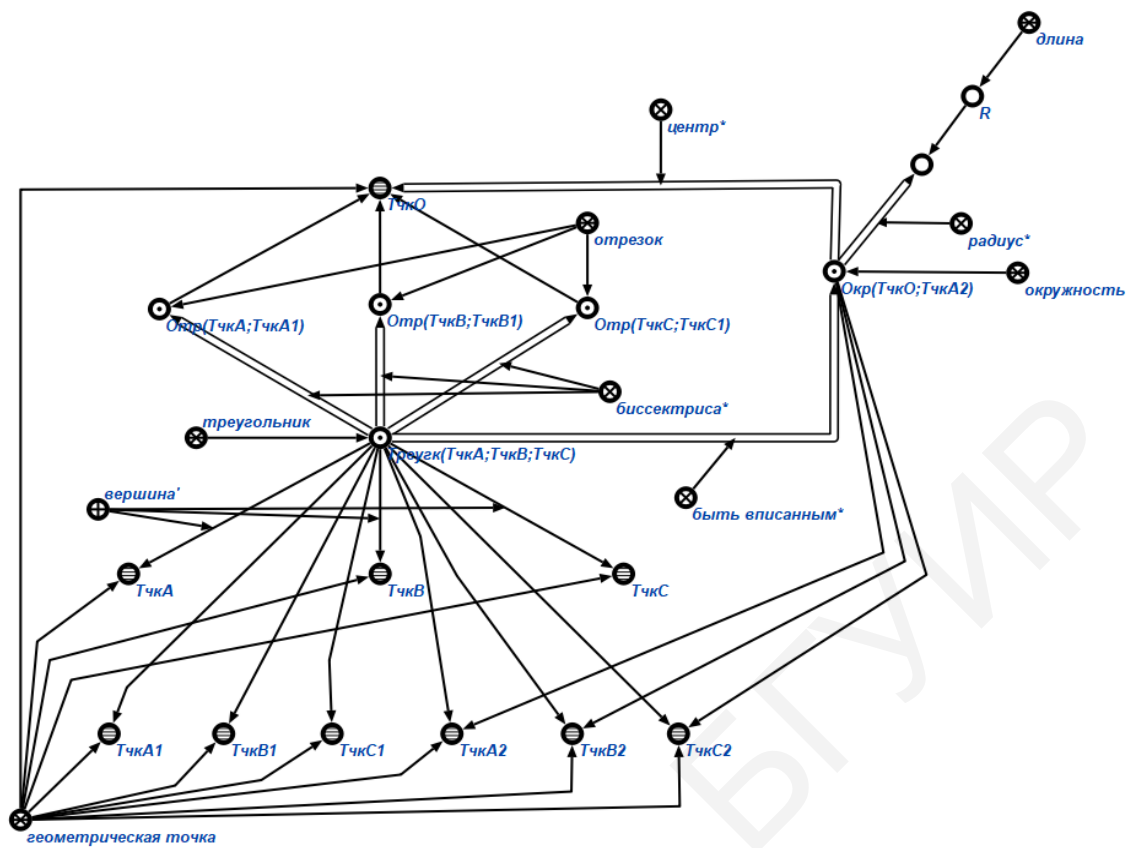 длина
R
центр*
ТчкО
отрезок
радиус*
окружность
Отр(ТчкА;ТчкА1)
Отр(ТчкВ;ТчкВ1)
Отр(ТчкС;ТчкС1)
Окр(ТчкО;ТчкА2)
биссектриса*
треугольник
Треугк(ТчкА;ТчкВ;ТчкС)
вершина'
быть вписанным*
ТчкА
ТчкВ
ТчкС
ТчкА1
ТчкВ1
ТчкС1
ТчкА2
ТчкВ2
ТчкС2
геометрическая точка
БГУИР